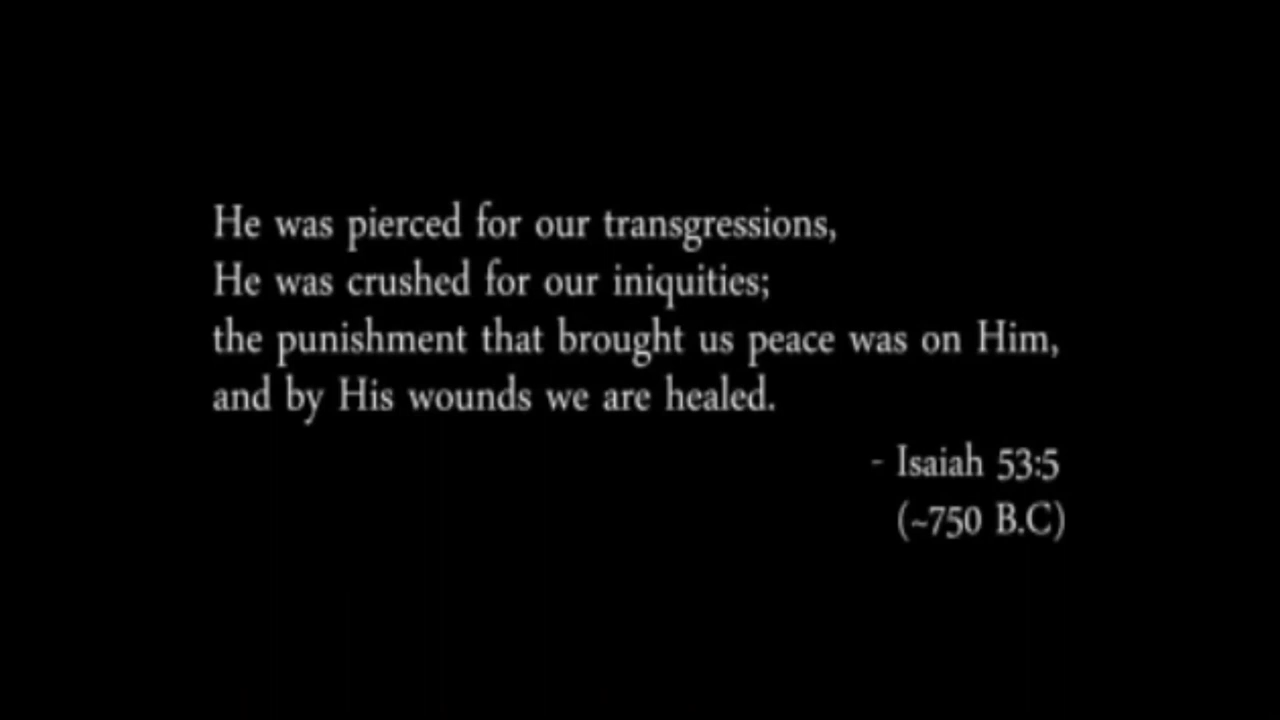 He was pierced for our transgressions,
He was crushed for our iniquities;
the punishment that brought us peace was on Him,
and by His wounds we are healed.
- Isaiah 53:5
(~750 B.C)